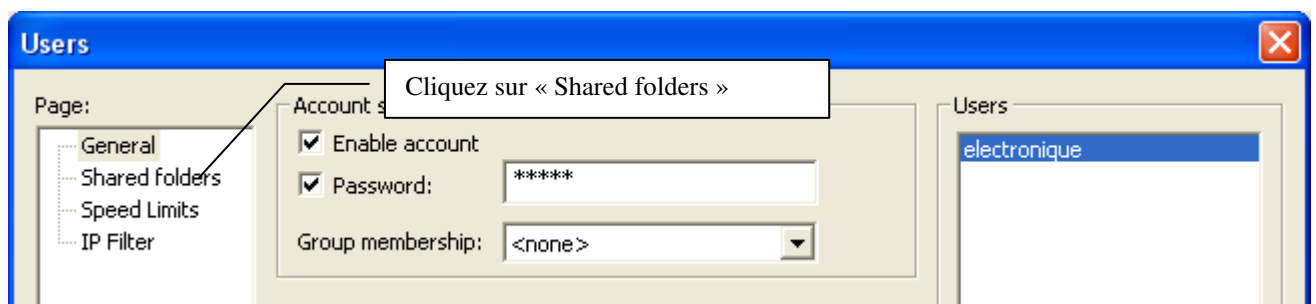 Users
Cliquez sur « Shared folders »
Page:
General
Shared folders
Speed Limits
IP Filter
Account s
Enable account
Password: *****
Group membership: <none>
Users
electronique